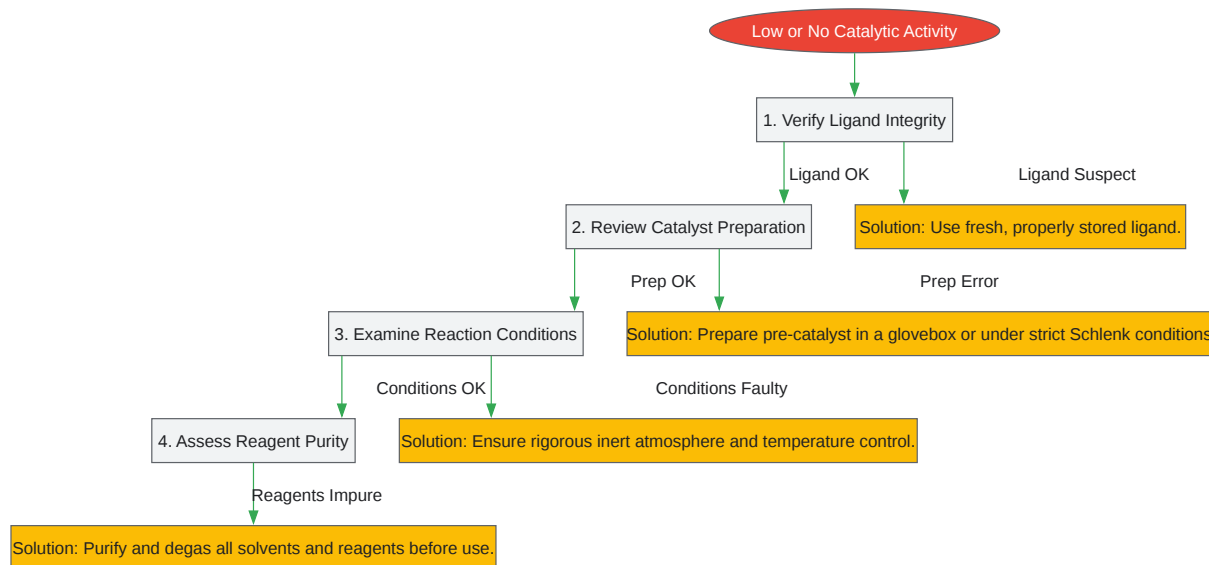 Low or No Catalytic Activity
1. Verify Ligand Integrity
Ligand OK
Ligand Suspect
2. Review Catalyst Preparation
Solution: Use fresh, properly stored ligand.
Prep OK
Prep Error
3. Examine Reaction Conditions
Solution: Prepare pre-catalyst in a glovebox or under strict Schlenk conditions
Conditions OK
Conditions Faulty
4. Assess Reagent Purity
Solution: Ensure rigorous inert atmosphere and temperature control.
Reagents Impure
Solution: Purify and degas all solvents and reagents before use.